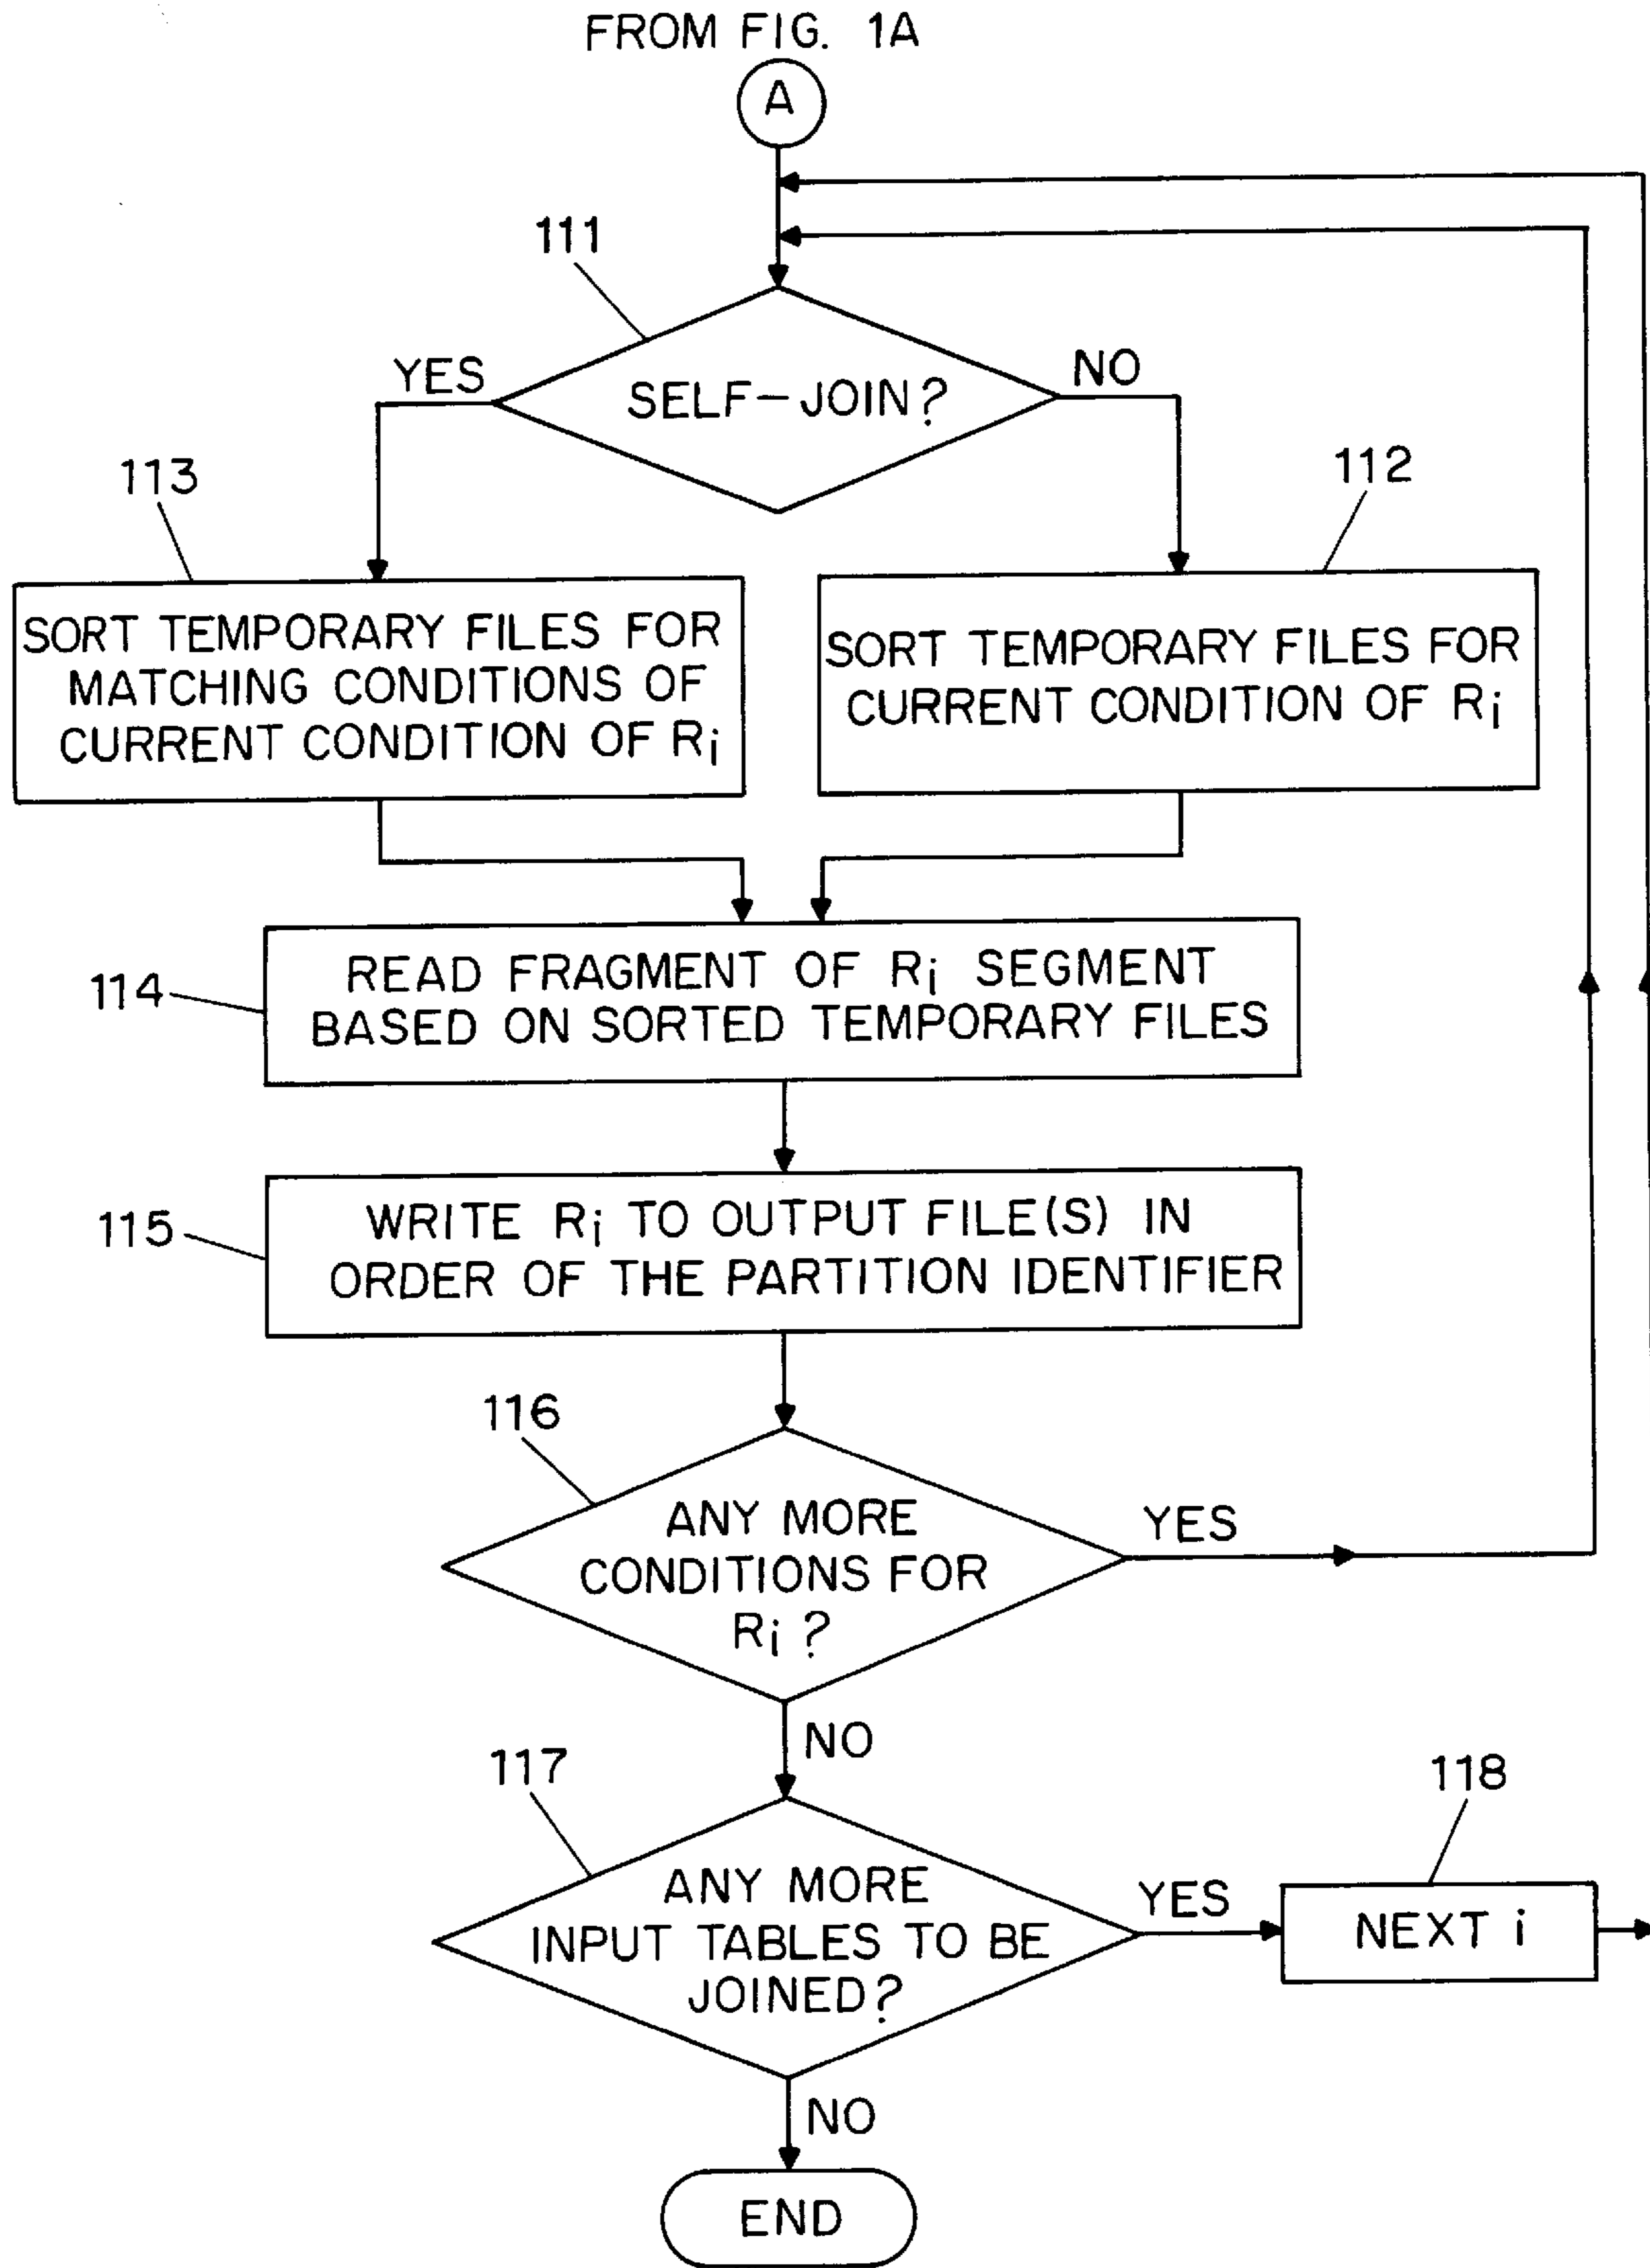 FROM FIG. 1A
A
111
YES
SELF-JOIN?
NO
113
112
SORT TEMPORARY FILES FOR
MATCHING CONDITIONS OF
CURRENT CONDITION OF Ri
SORT TEMPORARY FILES FOR
CURRENT CONDITION OF Ri
114
READ FRAGMENT OF Ri SEGMENT
BASED ON SORTED TEMPORARY FILES
115
WRITE Ri TO OUTPUT FILE(S) IN
ORDER OF THE PARTITION IDENTIFIER
116
ANY MORE
CONDITIONS FOR
Ri ?
YES
NO
117
118
ANY MORE
INPUT TABLES TO BE
JOINED?
YES
NEXT i
NO
END